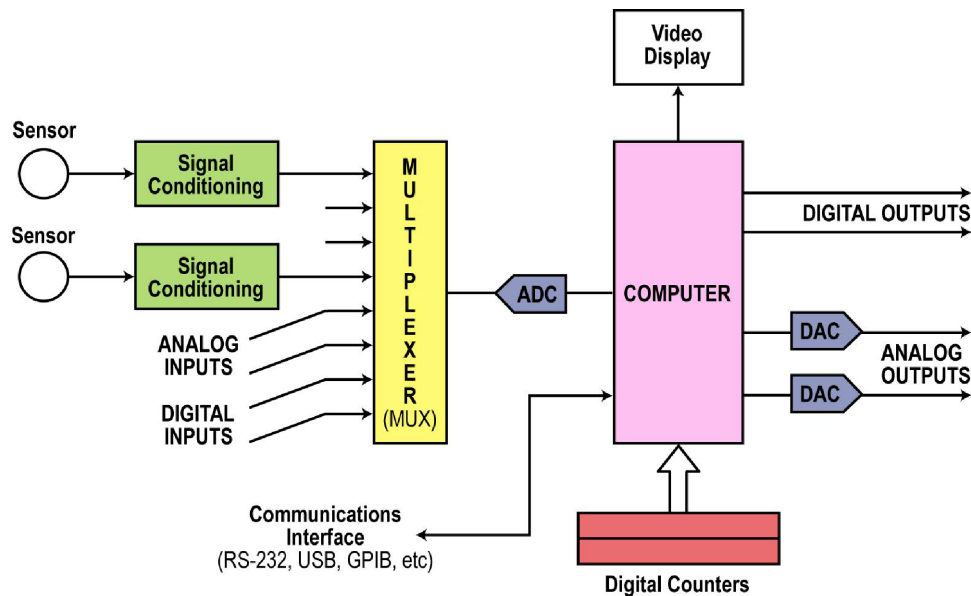 Video
Display
Sensor
Signal
Conditioning
Sensor
Signal
Conditioning
ANALOG
INPUTS
DIGITAL
INPUTS
MULTIPLEXER
(MUX)
ADC
COMPUTER
DIGITAL OUTPUTS
DAC
ANALOG
OUTPUTS
DAC
Communications
Interface
(RS-232, USB, GPIB, etc)
Digital Counters